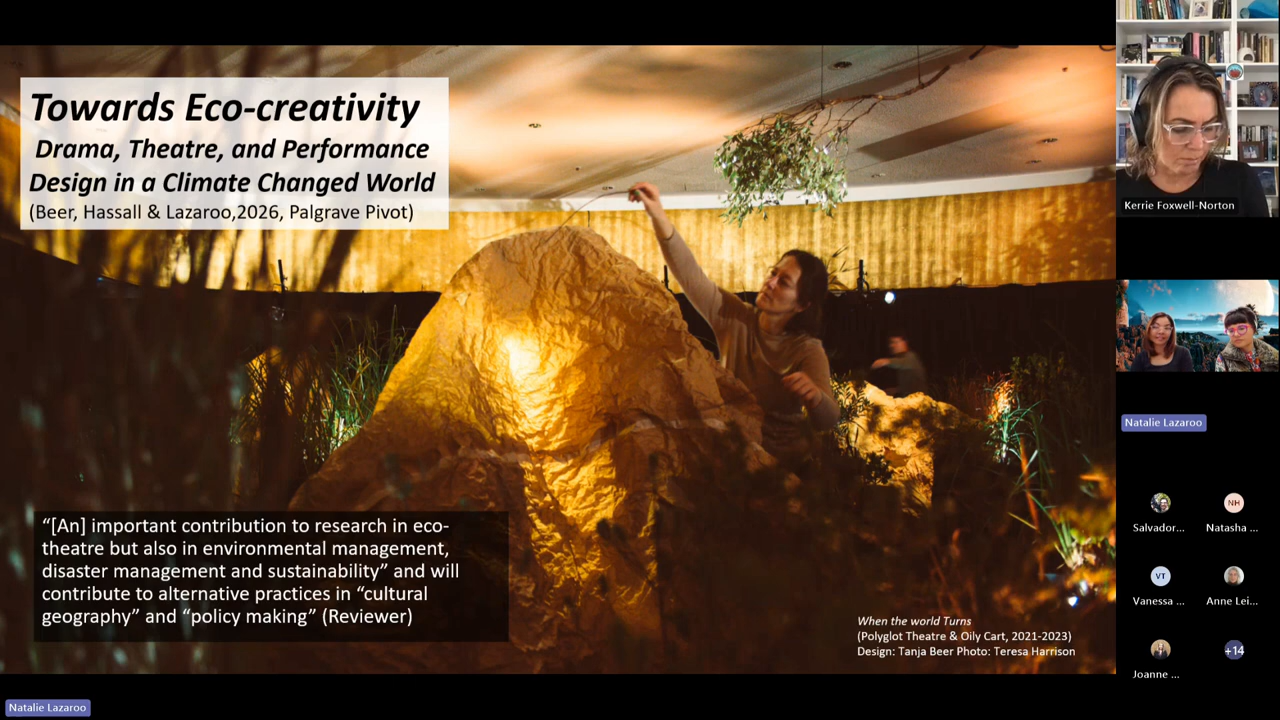 Towards Eco-creativity
Drama, Theatre, and Performance
Design in a Climate Changed World
(Beer, Hassall & Lazaroo,2026, Palgrave Pivot)
“[An] important contribution to research in eco-
theatre but also in environmental management,
disaster management and sustainability” and will
contribute to alternative practices in “cultural
geography” and “policy making” (Reviewer)
When the world Turns
(Polyglot Theatre & Oily Cart, 2021-2023)
Design: Tanja Beer Photo: Teresa Harrison
Natalie Lazaroo
Kerrie Foxwell-Norton
Natalie Lazaroo
NH
Salvador...
Natasha ...
VT
Vanessa ...
Anne Lei...
+14
Joanne ...